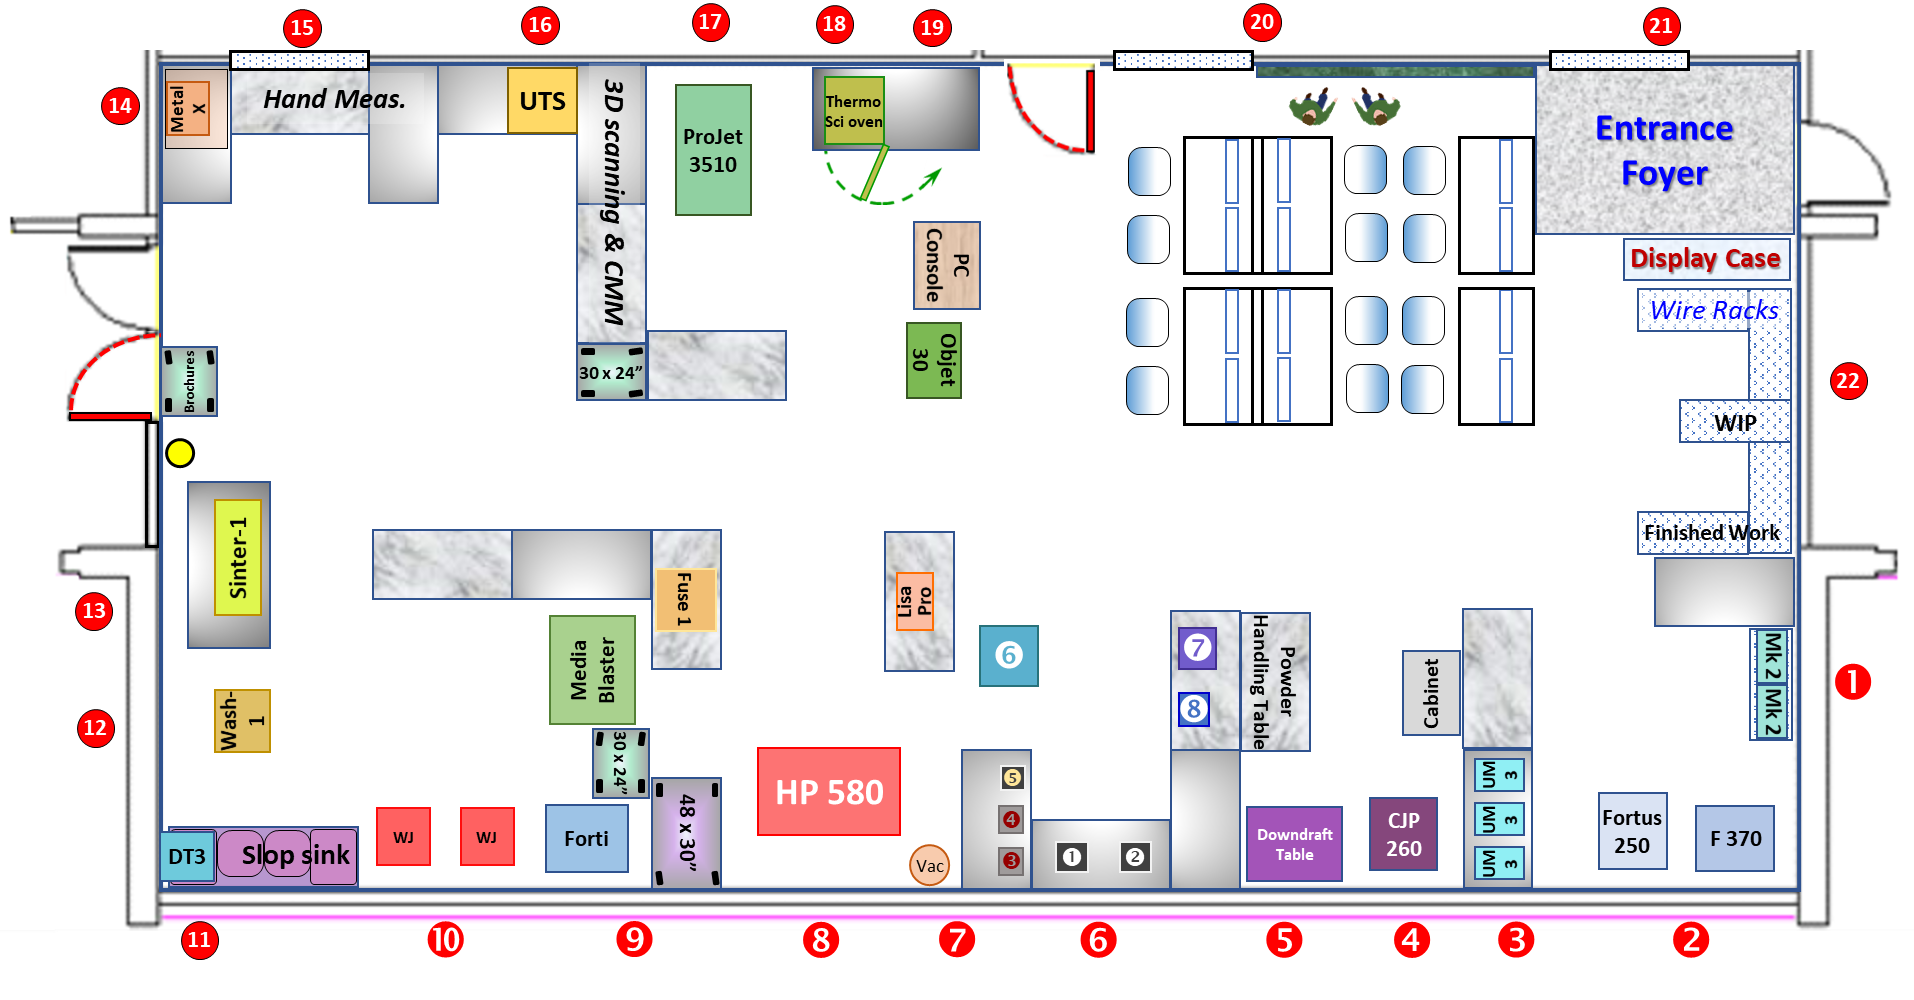 15
16
17
18
19
20
21
14
Metal
X
Hand Meas.
UTS
3D scanning & CMM
ProJet
3510
Thermo
Sci oven
Entrance
Foyer
PC
Console
Display Case
Wire Racks
Objet
30
Brochures
30 x 24”
22
WIP
Finished Work
Sinter-1
Fuse 1
Lisa
Pro
13
Media
Blaster
6
7
8
Powder
Handling Table
Cabinet
Mk 2
Mk 2
1
12
Wash-
1
30 x 24”
48 x 30”
HP 580
5
4
3
1
2
UM
3
UM
3
UM
3
DT3
Slop sink
WJ
WJ
Forti
Vac
Downdraft
Table
CJP
260
Fortus
250
F 370
11
10
9
8
7
6
5
4
3
2